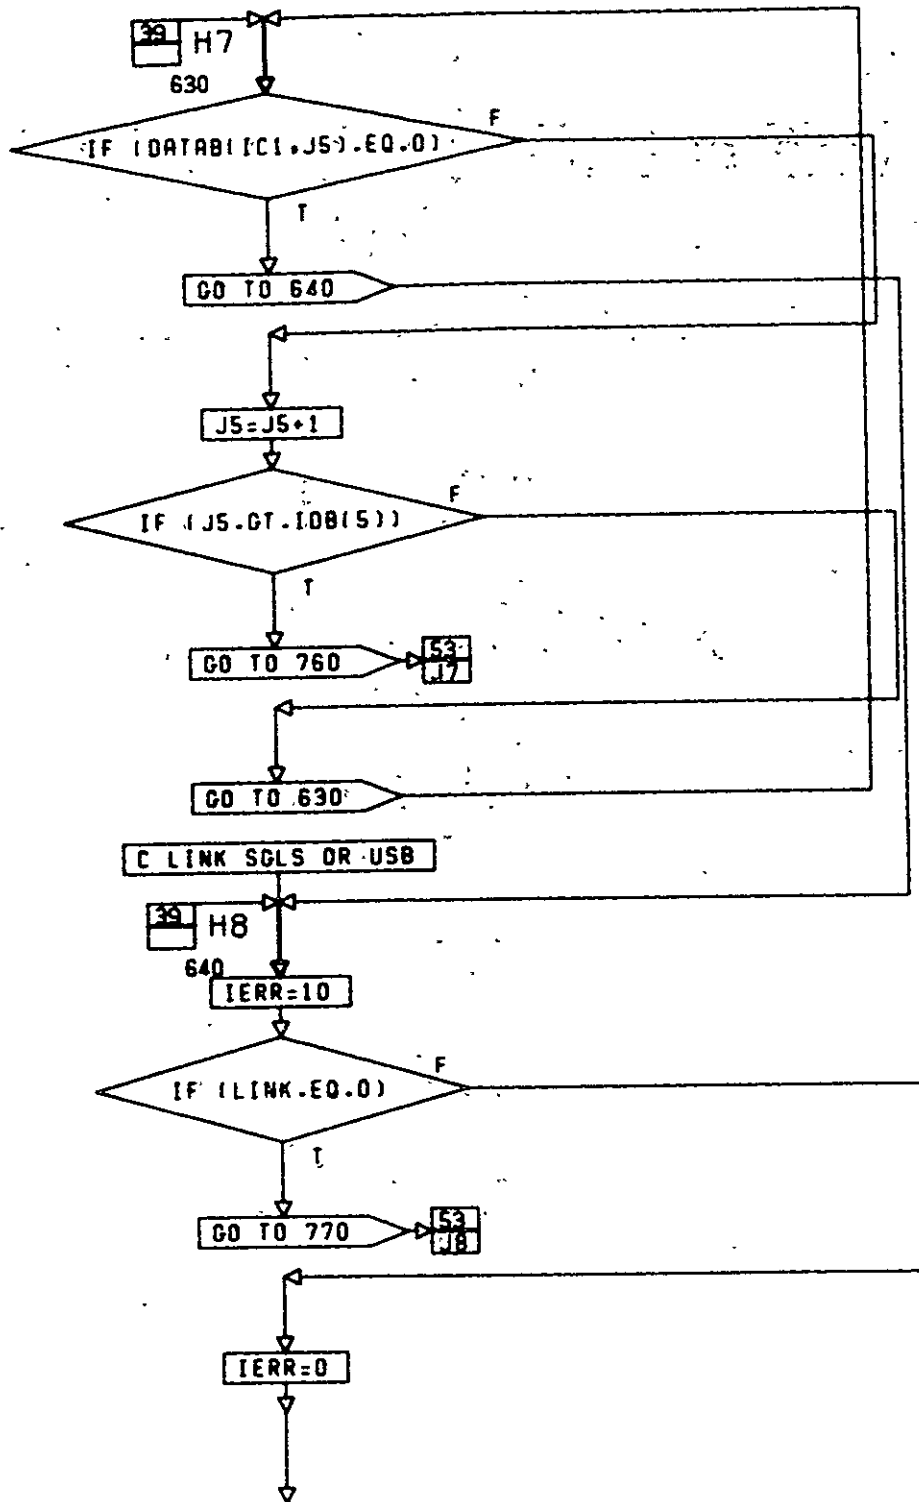 39 H7
630
IF (DATAB(IC1,J5).EQ.0)
F
T
GO TO 640
J5=J5+1
IF (J5.GT.IDB(5))
F
T
GO TO 760
53
J7
GO TO 630
C LINK SGLS OR USB
39 H8
640
IERR=10
IF (LINK.EQ.0)
F
T
GO TO 770
53
J8
IERR=0